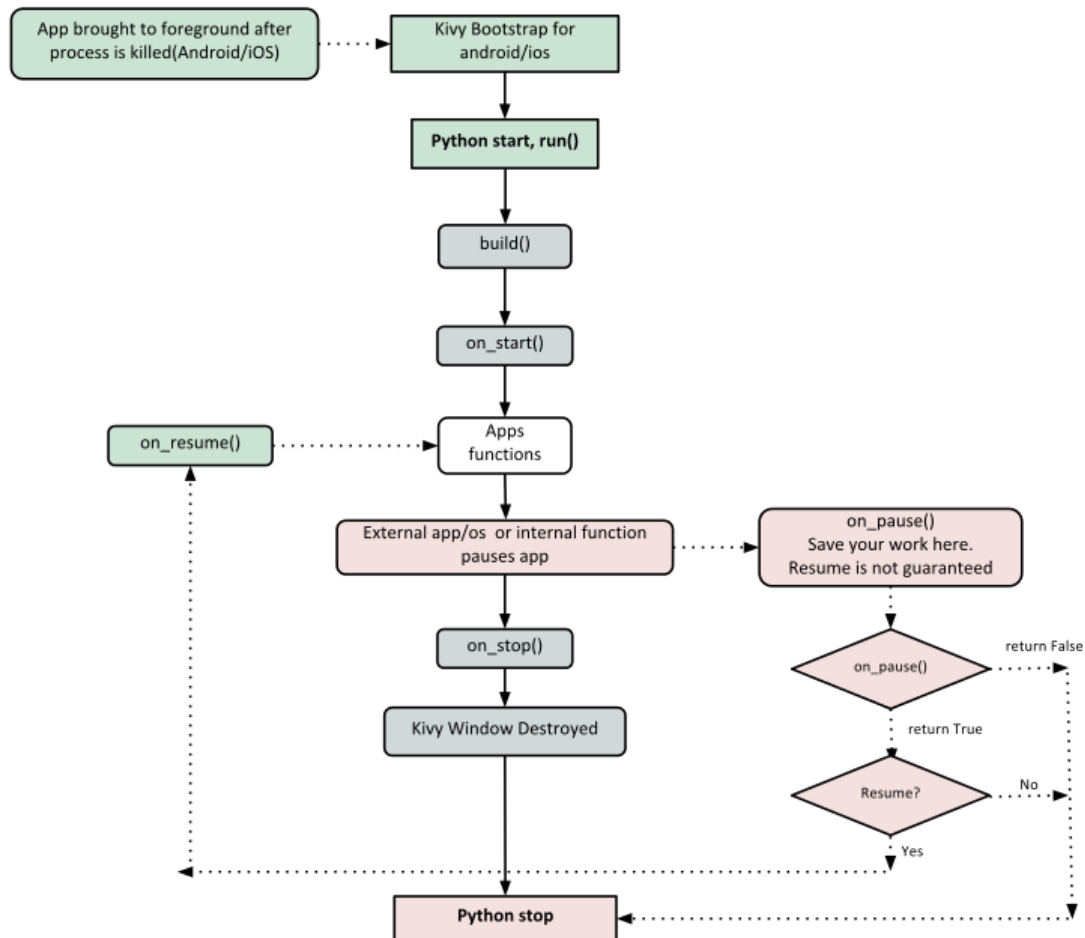 App brought to foreground after
process is killed(Android/iOS)
Kivy Bootstrap for
android/ios
Python start, run()
build()
on_start()
on_resume()
Apps
functions
External app/os  or internal function
pauses app
on_pause()
Save your work here.
Resume is not guaranteed
on_stop()
on_pause()
return False
Kivy Window Destroyed
return True
Resume?
No
Yes
Python stop